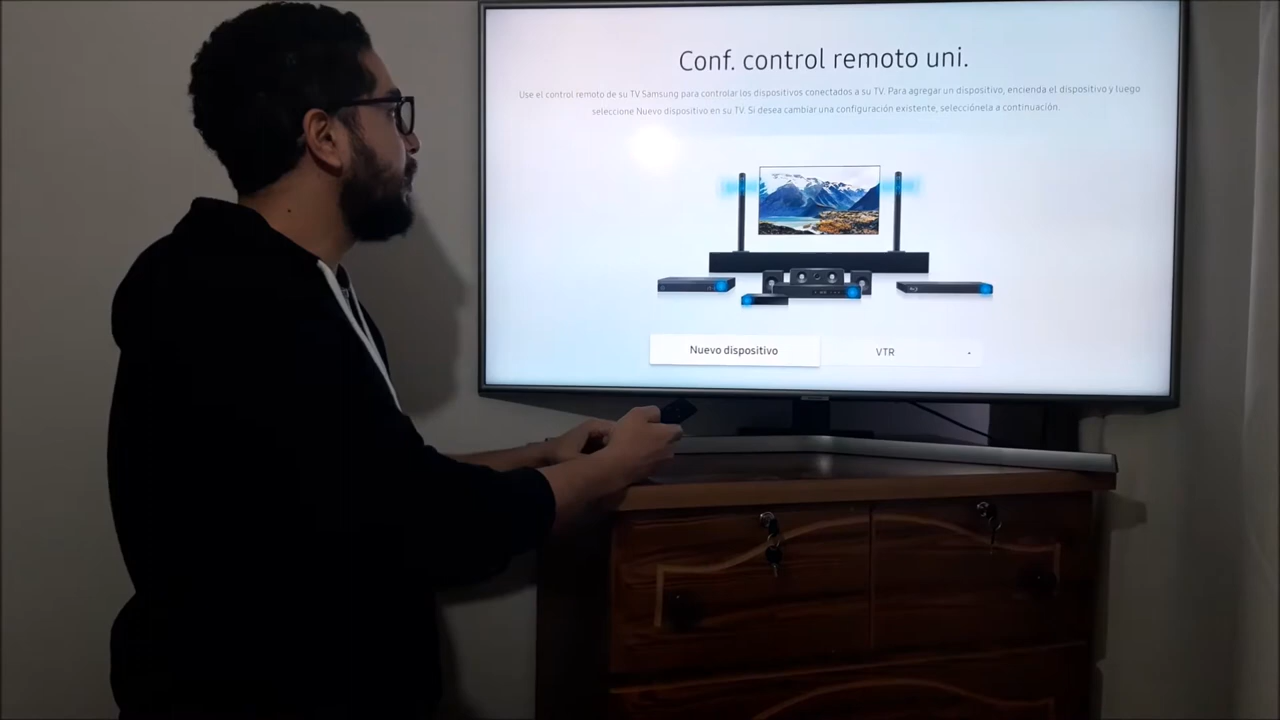 Conf. control remoto uni.
Use el control remoto de su TV Samsung para controlar los dispositivos conectados a su TV. Para agregar un dispositivo, encienda el dispositivo y luego
seleccione Nuevo dispositivo en su TV. Si desea cambiar una configuración existente, selecciónela a continuación.
Nuevo dispositivo
VTR